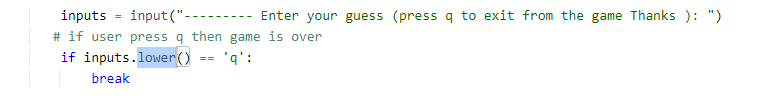 inputs = input("--------- Enter your guess (press q to exit from the game Thanks ): ")
# if user press q then game is over
if inputs.lower() == 'q':
break